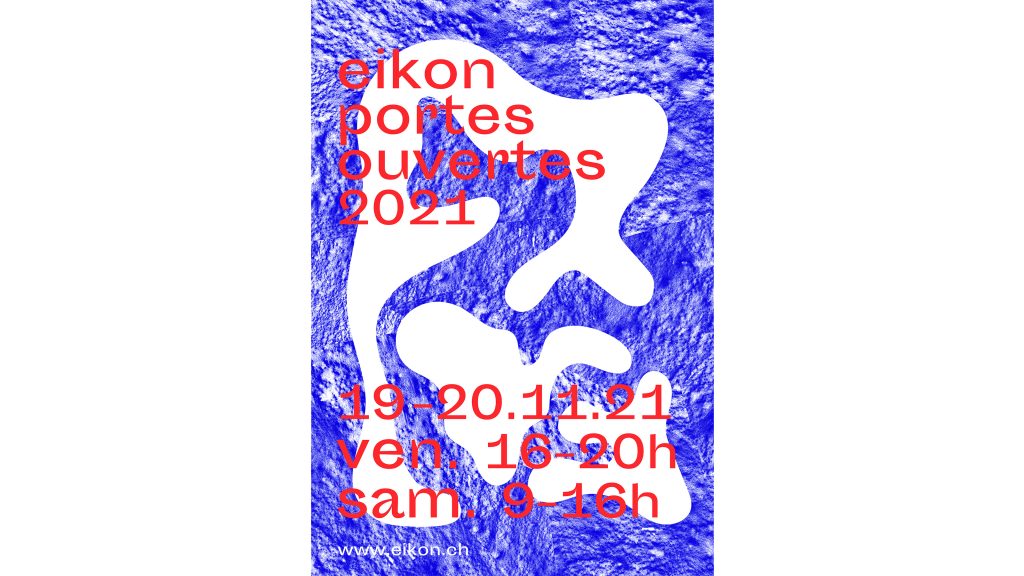 eikon
portes
ouvertes
2021
19-20.11.21
ven. 16-20h
sam. 9-16h
www.eikon.ch